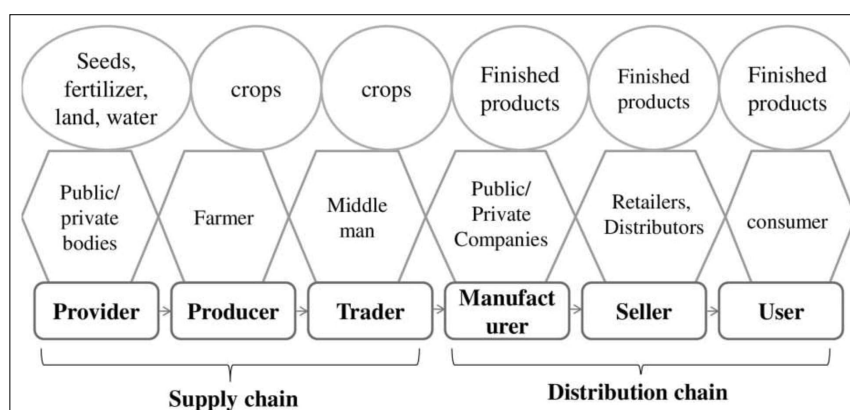 Seeds,
fertilizer,
land, water
crops
crops
Finished
products
Finished
products
Finished
products
Public/
private
bodies
Farmer
Middle
man
Public/
Private
Companies
Retailers,
Distributors
consumer
Provider
Producer
Trader
Manufact
urer
Seller
User
Supply chain
Distribution chain